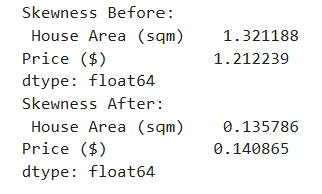 Skewness Before:
 House Area (sqm)    1.321188
Price ($)           1.212239
dtype: float64
Skewness After:
 House Area (sqm)    0.135786
Price ($)           0.140865
dtype: float64